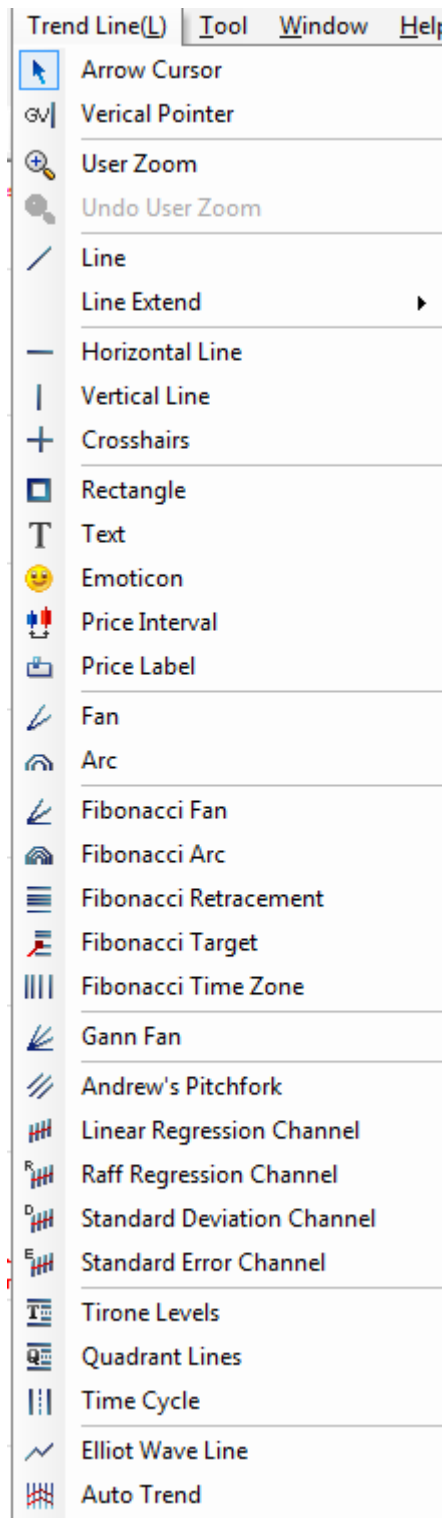 Trend Line(L) Tool Window Help
Arrow Cursor
GV Verical Pointer
User Zoom
Undo User Zoom
Line
Line Extend
Horizontal Line
Vertical Line
Crosshairs
Rectangle
T Text
Emoticon
Price Interval
Price Label
Fan
Arc
Fibonacci Fan
Fibonacci Arc
Fibonacci Retracement
Fibonacci Target
Fibonacci Time Zone
Gann Fan
Andrew's Pitchfork
Linear Regression Channel
R Raff Regression Channel
D Standard Deviation Channel
E Standard Error Channel
T Tirone Levels
Q Quadrant Lines
Time Cycle
Elliot Wave Line
Auto Trend